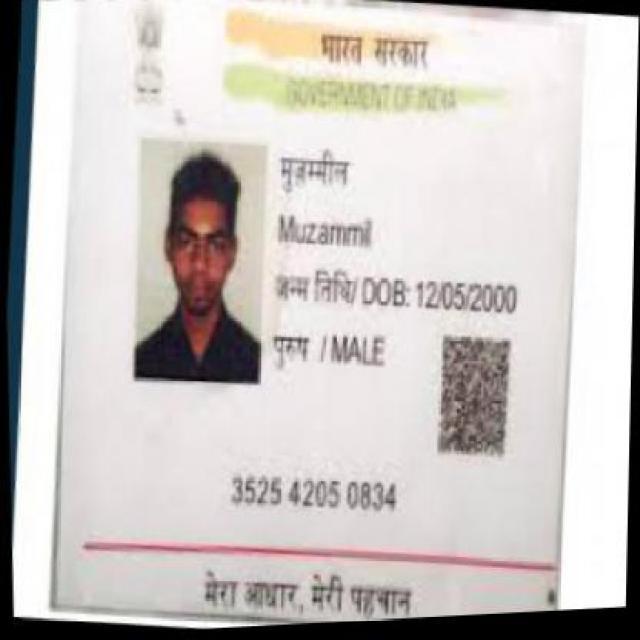 भारत सरकार
GOVERNMENT OF INDIA
मुज़म्मील
Muzammil
जन्म तिथि/ DOB: 12/05/2000
पुरुष / MALE
3525 4205 0834
मेरा आधार, मेरी पहचान